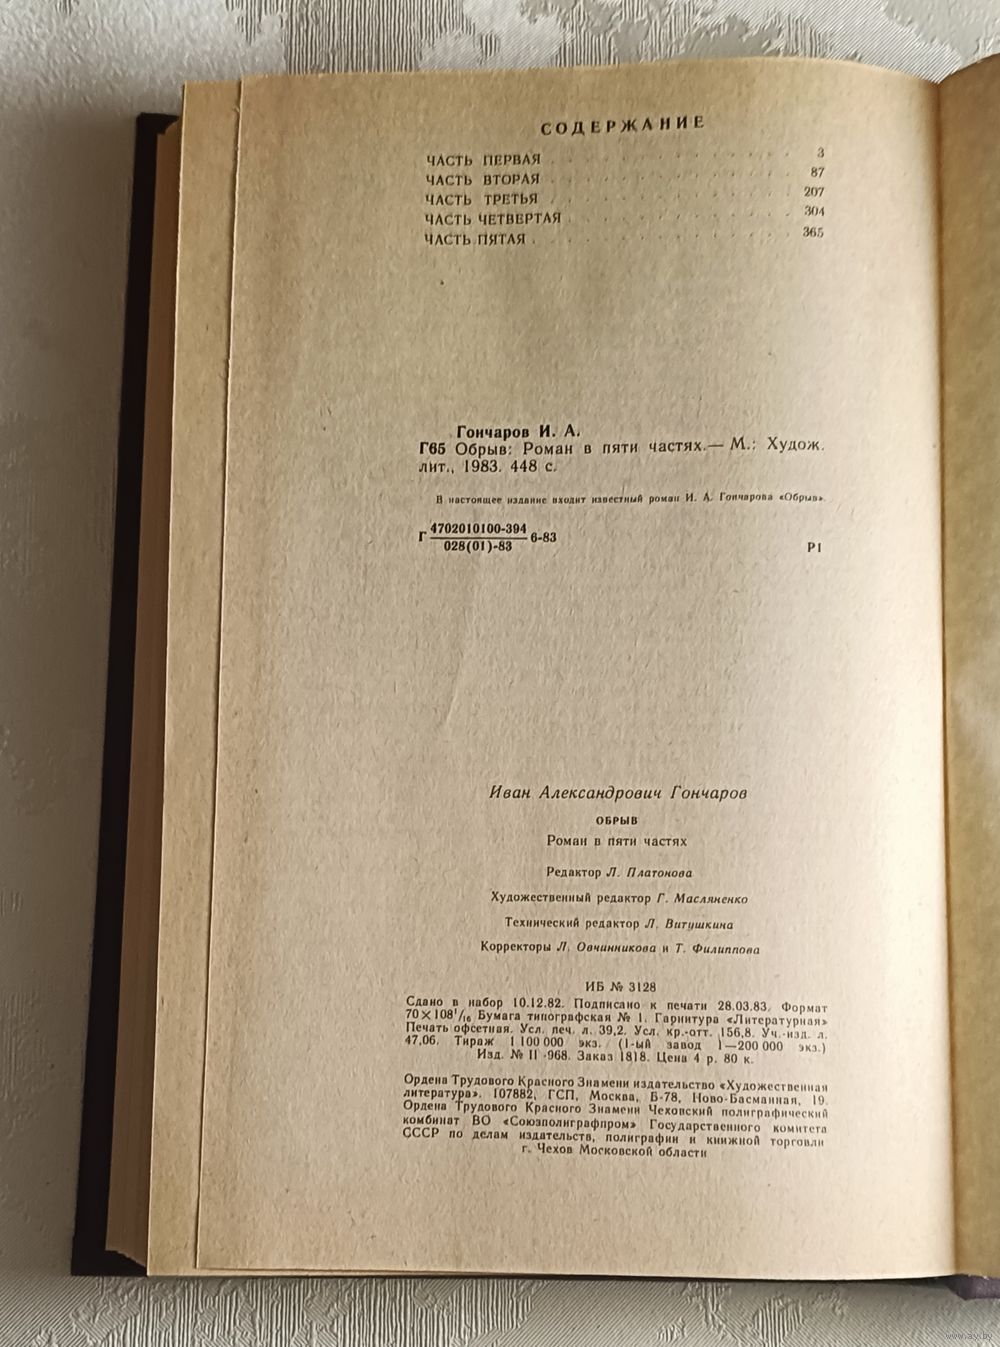 СОДЕРЖАНИЕ
ЧАСТЬ ПЕРВАЯ . . . . . . . . . . . . 3
ЧАСТЬ ВТОРАЯ . . . . . . . . . . . . 87
ЧАСТЬ ТРЕТЬЯ . . . . . . . . . . . . 207
ЧАСТЬ ЧЕТВЕРТАЯ . . . . . . . . . . . 304
ЧАСТЬ ПЯТАЯ . . . . . . . . . . . . 365
Гончаров И. А.
Г65 Обрыв: Роман в пяти частях.— М.: Худож.
лит., 1983. 448 с.
В настоящее издание входит известный роман И. А. Гончарова «Обрыв».
Г 4702010100-394 6-83
028(01)-83
Р1
Иван Александрович Гончаров
ОБРЫВ
Роман в пяти частях
Редактор Л. Платонова
Художественный редактор Г. Масляненко
Технический редактор Л. Витушкина
Корректоры Л. Овчинникова и Т. Филиппова
ИБ № 3128
Сдано в набор 10.12.82. Подписано к печати 28.03.83. Формат
70×108¹/₁₆ Бумага типографская № 1. Гарнитура «Литературная»
Печать офсетная. Усл. печ. л. 39,2. Усл. кр.-отт. 156,8. Уч.-изд. л.
47,06. Тираж 1 100 000 экз. (1-ый завод 1—200 000 экз.)
Изд. № II-968. Заказ 1818. Цена 4 р. 80 к.
Ордена Трудового Красного Знамени издательство «Художественная
литература». 107882, ГСП, Москва, Б-78, Ново-Басманная, 19.
Ордена Трудового Красного Знамени Чеховский полиграфический
комбинат ВО «Союзполиграфпром» Государственного комитета
СССР по делам издательств, полиграфии и книжной торговли
г. Чехов Московской области
www.ay.by